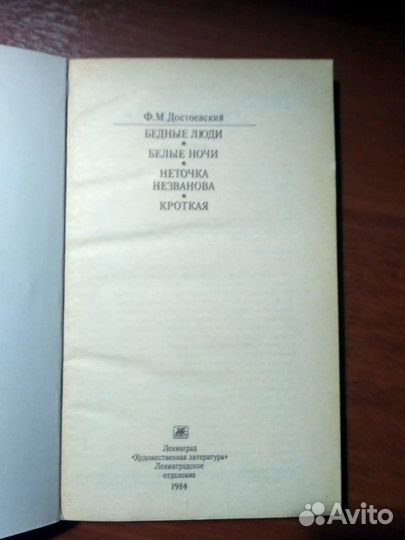 Ф.М.Достоевский
БЕДНЫЕ ЛЮДИ
БЕЛЫЕ НОЧИ
НЕТОЧКА
НЕЗВАНОВА
КРОТКАЯ
Ленинград
«Художественная литература»
Ленинградское
отделение
1984
Avito